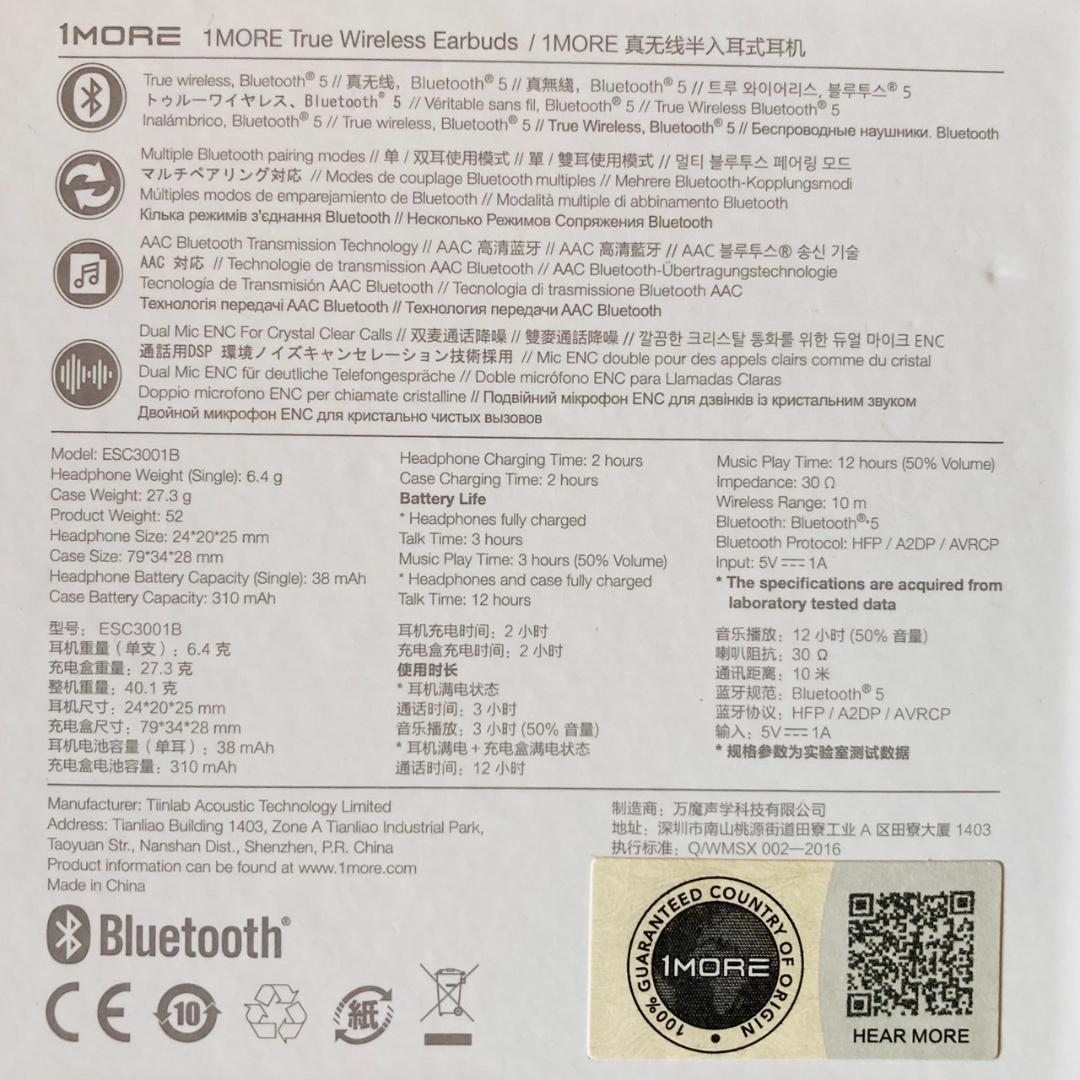 1MORE 1MORE True Wireless Earbuds / 1MORE 真无线半入耳式耳机
True wireless, Bluetooth® 5 // 真无线, Bluetooth® 5 // 真無綫, Bluetooth® 5 // 트루 와이어리스, 블루투스® 5
トゥルーワイヤレス、Bluetooth® 5 // Véritable sans fil, Bluetooth® 5 // True Wireless Bluetooth® 5
Inalámbrico, Bluetooth® 5 // True wireless, Bluetooth® 5 // True Wireless, Bluetooth® 5 // Беспроводные наушники. Bluetooth
Multiple Bluetooth pairing modes // 单 / 双耳使用模式 // 單 / 雙耳使用模式 // 멀티 블루투스 페어링 모드
マルチペアリング対応 // Modes de couplage Bluetooth multiples // Mehrere Bluetooth-Kopplungsmodi
Múltiples modos de emparejamiento de Bluetooth // Modalità multiple di abbinamento Bluetooth
Кілька режимів з'єднання Bluetooth // Несколько Режимов Сопряжения Bluetooth
AAC Bluetooth Transmission Technology // AAC 高清蓝牙 // AAC 高清藍牙 // AAC 블루투스® 송신 기술
AAC 対応 // Technologie de transmission AAC Bluetooth // AAC Bluetooth-Übertragungstechnologie
Tecnología de Transmisión AAC Bluetooth // Tecnologia di trasmissione Bluetooth AAC
Технологія передачі AAC Bluetooth // Технология передачи AAC Bluetooth
Dual Mic ENC For Crystal Clear Calls // 双麦通话降噪 // 雙麥通話降噪 // 깔끔한 크리스탈 통화를 위한 듀얼 마이크 ENC
通話用DSP 環境ノイズキャンセレーション技術採用 // Mic ENC double pour des appels clairs comme du cristal
Dual Mic ENC für deutliche Telefongespräche // Doble micrófono ENC para Llamadas Claras
Doppio microfono ENC per chiamate cristalline // Подвійний мікрофон ENC для дзвінків із кристальним звуком
Двойной микрофон ENC для кристально чистых вызовов
Model: ESC3001B
Headphone Weight (Single): 6.4 g
Case Weight: 27.3 g
Product Weight: 52
Headphone Size: 24*20*25 mm
Case Size: 79*34*28 mm
Headphone Battery Capacity (Single): 38 mAh
Case Battery Capacity: 310 mAh
Headphone Charging Time: 2 hours
Case Charging Time: 2 hours
Battery Life
* Headphones fully charged
Talk Time: 3 hours
Music Play Time: 3 hours (50% Volume)
* Headphones and case fully charged
Talk Time: 12 hours
Music Play Time: 12 hours (50% Volume)
Impedance: 30 Ω
Wireless Range: 10 m
Bluetooth: Bluetooth® 5
Bluetooth Protocol: HFP / A2DP / AVRCP
Input: 5V⎓1A
* The specifications are acquired from
laboratory tested data
型号：ESC3001B
耳机重量（单支）：6.4 克
充电盒重量：27.3 克
整机重量：40.1 克
耳机尺寸：24*20*25 mm
充电盒尺寸：79*34*28 mm
耳机电池容量（单耳）：38 mAh
充电盒电池容量：310 mAh
耳机充电时间：2 小时
充电盒充电时间：2 小时
使用时长
* 耳机满电状态
通话时间：3 小时
音乐播放：3 小时 (50% 音量)
* 耳机满电 + 充电盒满电状态
通话时间：12 小时
音乐播放：12 小时 (50% 音量)
喇叭阻抗：30 Ω
通讯距离：10 米
蓝牙规范：Bluetooth® 5
蓝牙协议：HFP / A2DP / AVRCP
输入：5V⎓1A
* 规格参数为实验室测试数据
Manufacturer: Tiinlab Acoustic Technology Limited
Address: Tianliao Building 1403, Zone A Tianliao Industrial Park,
Taoyuan Str., Nanshan Dist., Shenzhen, P.R. China
Product information can be found at www.1more.com
Made in China
制造商：万魔声学科技有限公司
地址：深圳市南山桃源街道田寮工业 A 区田寮大厦 1403
执行标准：Q/WMSX 002—2016
Bluetooth®
CE 10 紙
100% GUARANTEED COUNTRY OF ORIGIN
1MORE
HEAR MORE